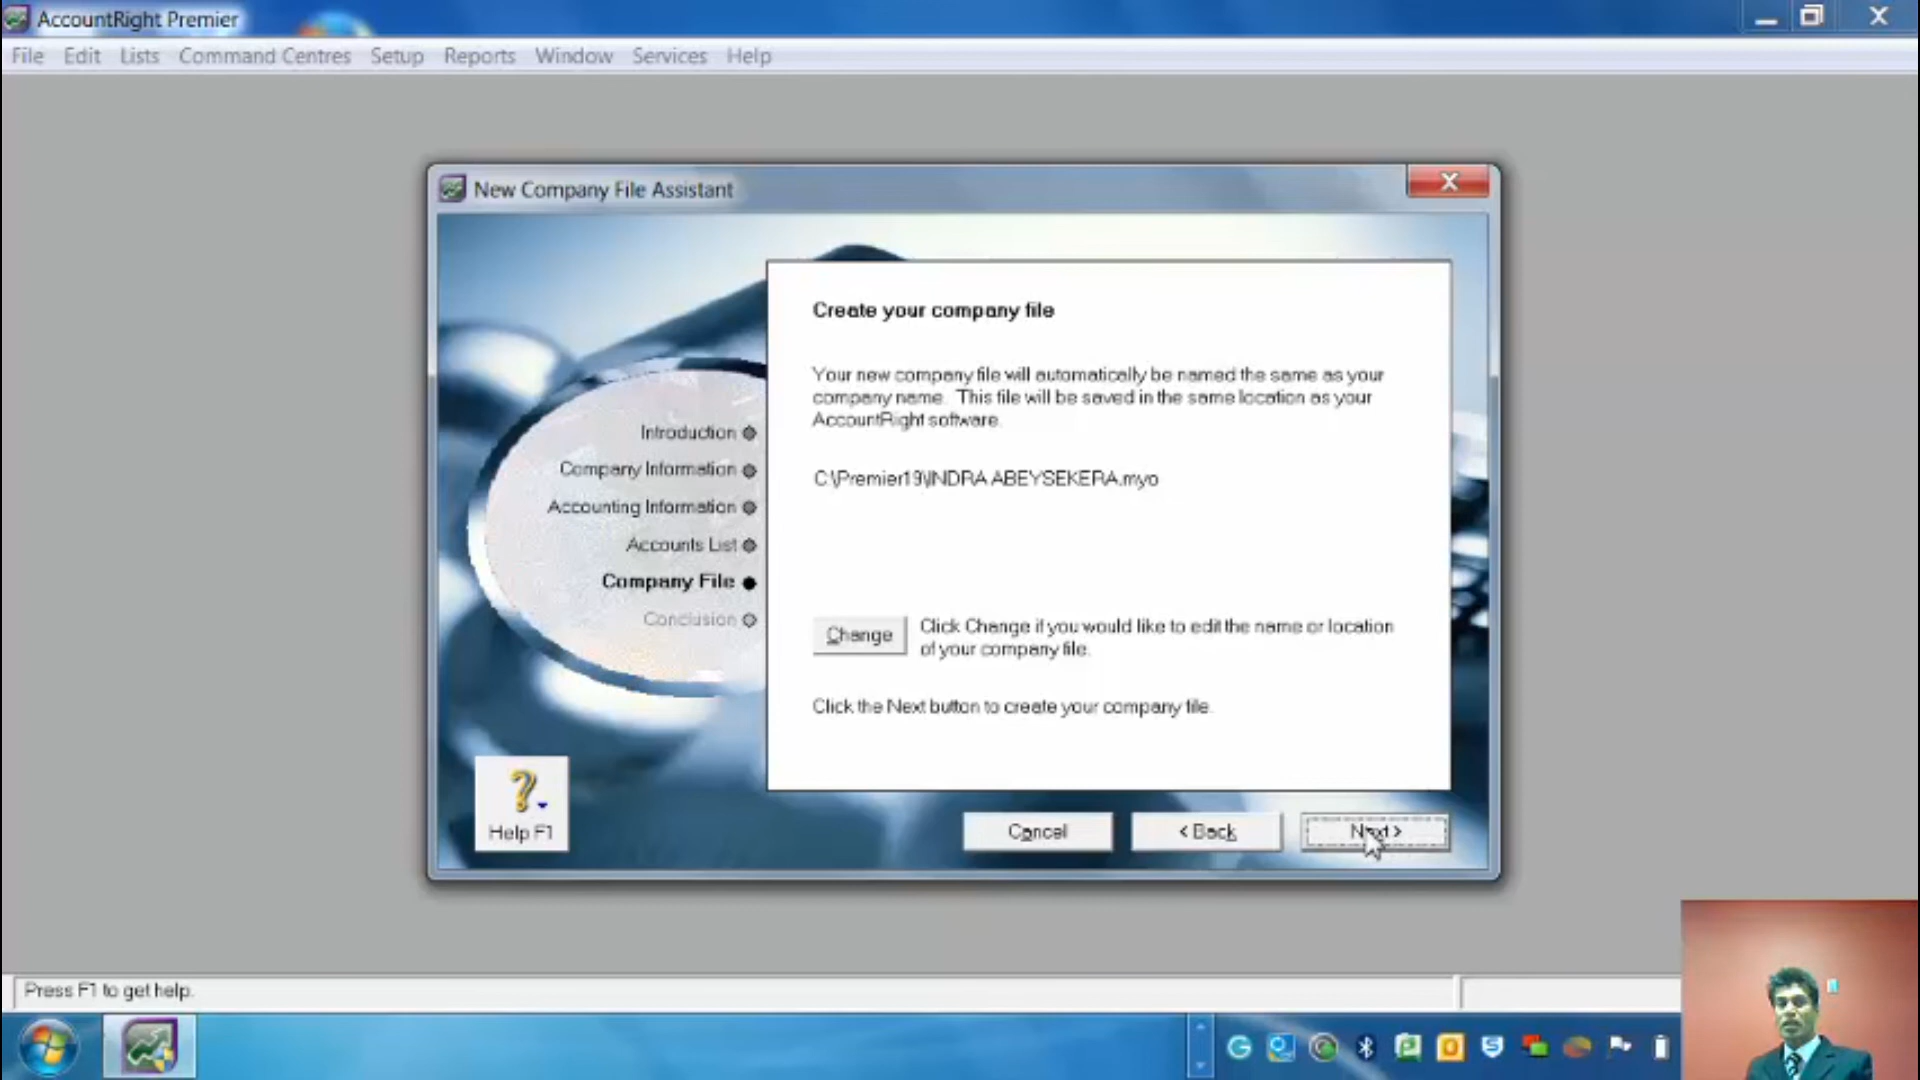 AccountRight Premier
File Edit Lists Command Centres Setup Reports Window Services Help
New Company File Assistant
Create your company file
Your new company file will automatically be named the same as your
company name. This file will be saved in the same location as your
AccountRight software.
C:\Premier19\INDRA ABEYSEKERA.myo
Introduction
Company Information
Accounting Information
Accounts List
Company File
Conclusion
Change
Click Change if you would like to edit the name or location
of your company file.
Click the Next button to create your company file.
Help F1
Cancel
< Back
Next >
Press F1 to get help.